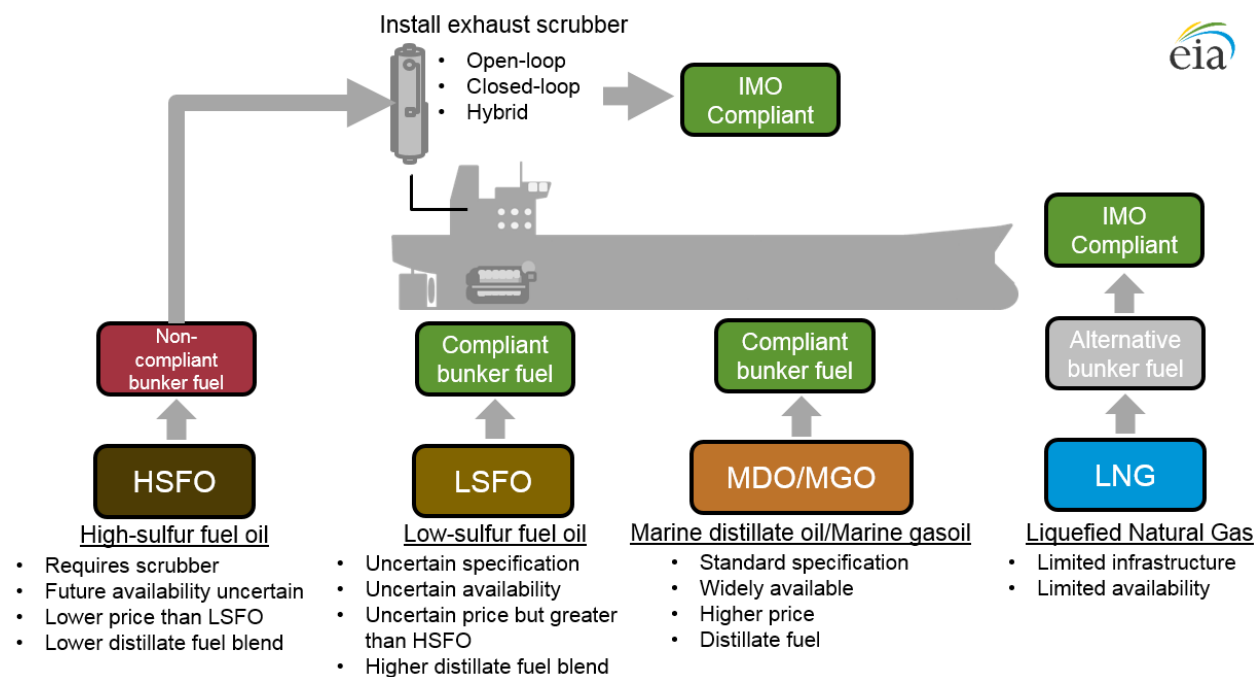 Install exhaust scrubber
• Open-loop
• Closed-loop
• Hybrid
IMO
Compliant
eia
IMO
Compliant
Non-
compliant
bunker fuel
Compliant
bunker fuel
Compliant
bunker fuel
Alternative
bunker fuel
HSFO
LSFO
MDO/MGO
LNG
High-sulfur fuel oil
• Requires scrubber
• Future availability uncertain
• Lower price than LSFO
• Lower distillate fuel blend
Low-sulfur fuel oil
• Uncertain specification
• Uncertain availability
• Uncertain price but greater
than HSFO
• Higher distillate fuel blend
Marine distillate oil/Marine gasoil
• Standard specification
• Widely available
• Higher price
• Distillate fuel
Liquefied Natural Gas
• Limited infrastructure
• Limited availability